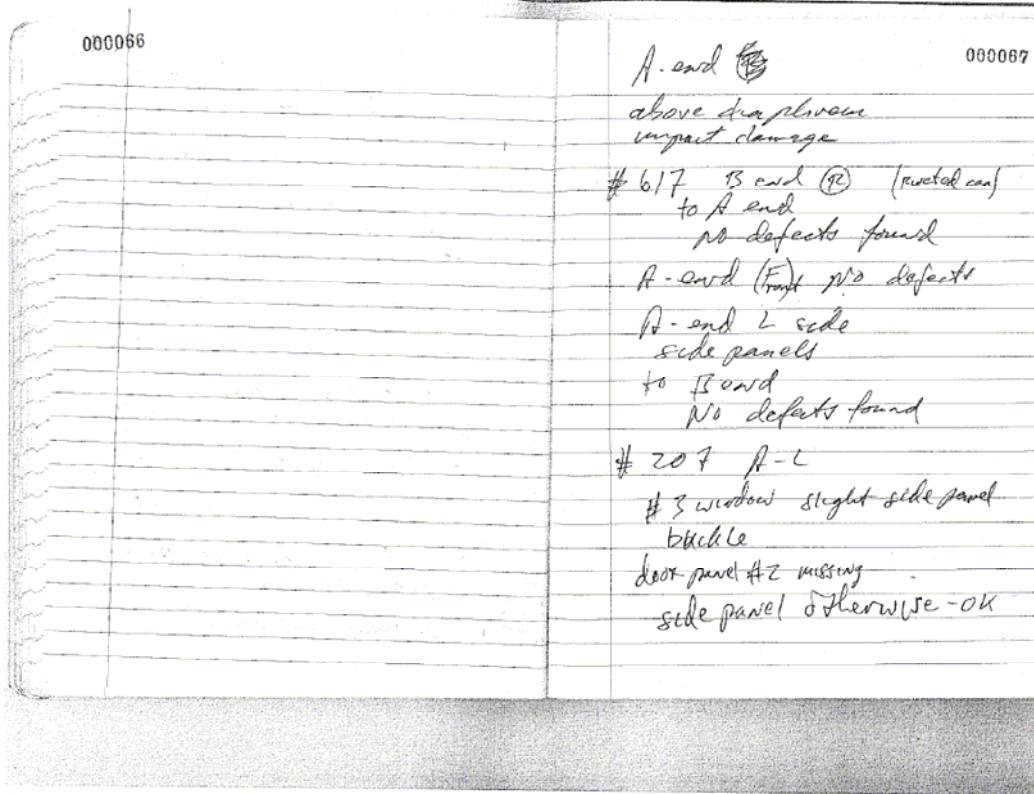 000066
000067
A-end
above diaphram
impact damage
# 617 B end (R) (riveted car)
to A end
No defects found
A-end (Front) No defects
A-end L side
side panels
to B end
No defects found
# 207 A-L
#3 window slight side panel
buckle
door panel #2 missing
side panel otherwise-OK